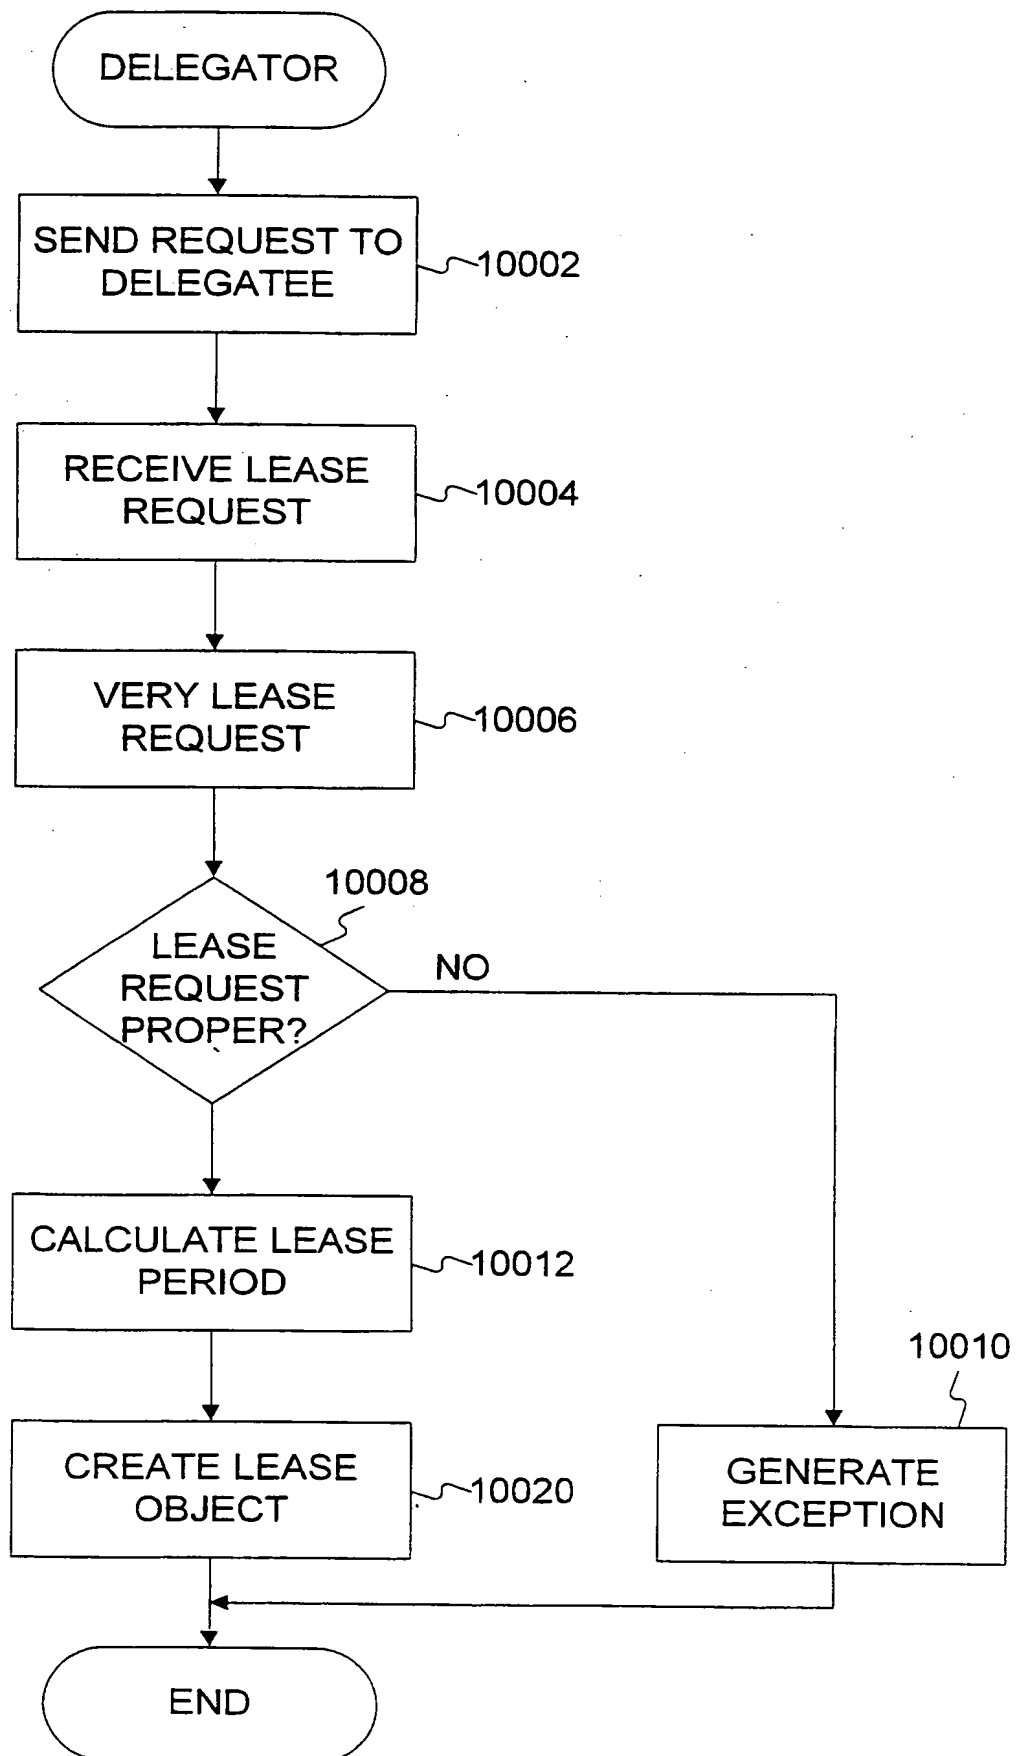 DELEGATOR
SEND REQUEST TO
DELEGATEE
10002
RECEIVE LEASE
REQUEST
10004
VERY LEASE
REQUEST
10006
10008
LEASE
REQUEST
PROPER?
NO
CALCULATE LEASE
PERIOD
10012
10010
CREATE LEASE
OBJECT
10020
GENERATE
EXCEPTION
END